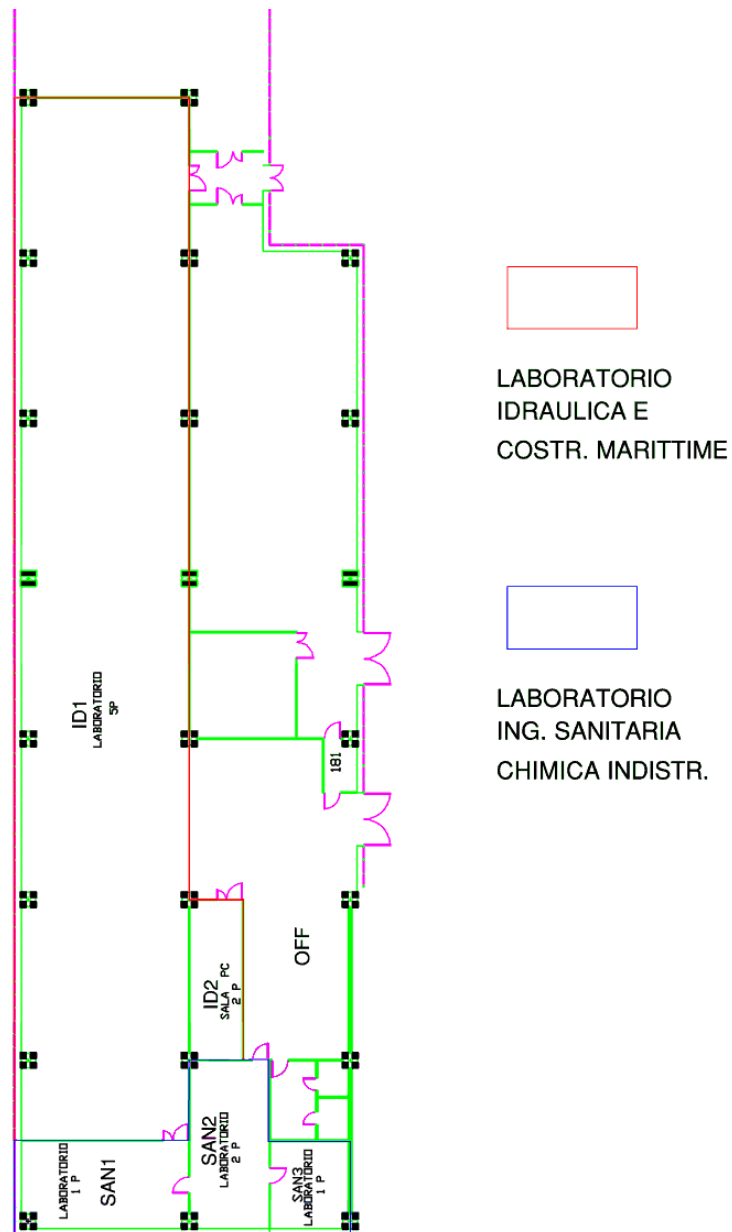 LABORATORIO
IDRAULICA E
COSTR. MARITTIME
LABORATORIO
ING. SANITARIA
CHIMICA INDISTR.
ID1
LABORATORIO
5P
181
OFF
ID2
SALA PC
2 P
SAN2
LABORATORIO
2 P
LABORATORIO
1 P
SAN1
SAN3
LABORATORIO
1 P